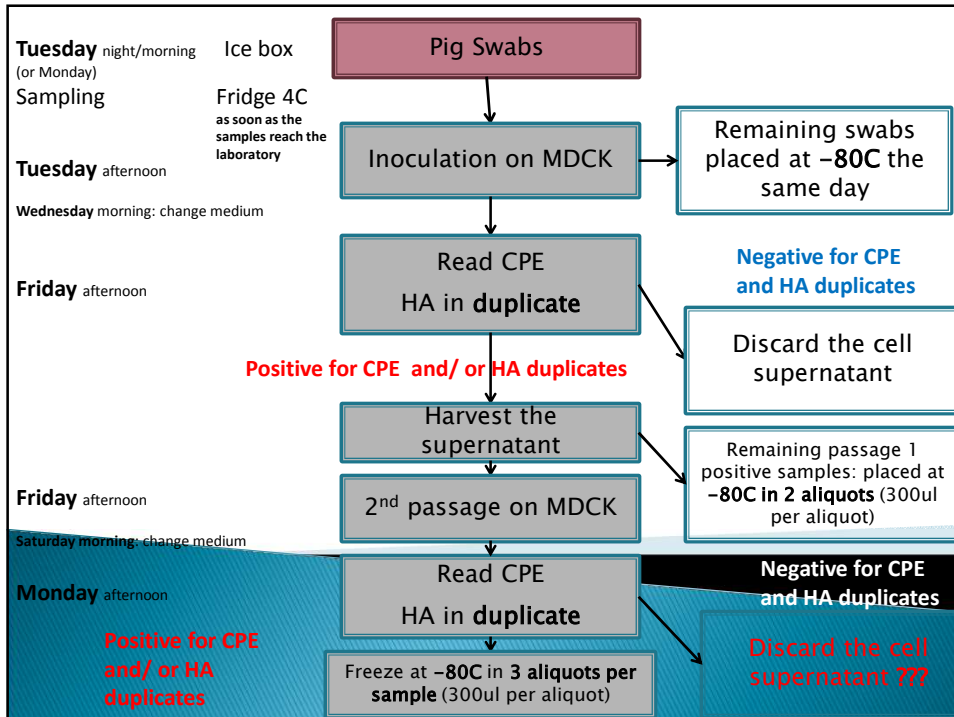 Tuesday night/morning
(or Monday)
Sampling
Ice box
Fridge 4C
as soon as the
samples reach the
laboratory
Pig Swabs
Tuesday afternoon
Inoculation on MDCK
Remaining swabs
placed at -80C the
same day
Wednesday morning: change medium
Friday afternoon
Read CPE
HA in duplicate
Negative for CPE
and HA duplicates
Discard the cell
supernatant
Positive for CPE and/ or HA duplicates
Harvest the
supernatant
Remaining passage 1
positive samples: placed at
-80C in 2 aliquots (300ul
per aliquot)
Friday afternoon
2nd passage on MDCK
Saturday morning: change medium
Monday afternoon
Read CPE
HA in duplicate
Negative for CPE
and HA duplicates
Positive for CPE
and/ or HA
duplicates
Discard the cell
supernatant ???
Freeze at -80C in 3 aliquots per
sample (300ul per aliquot)